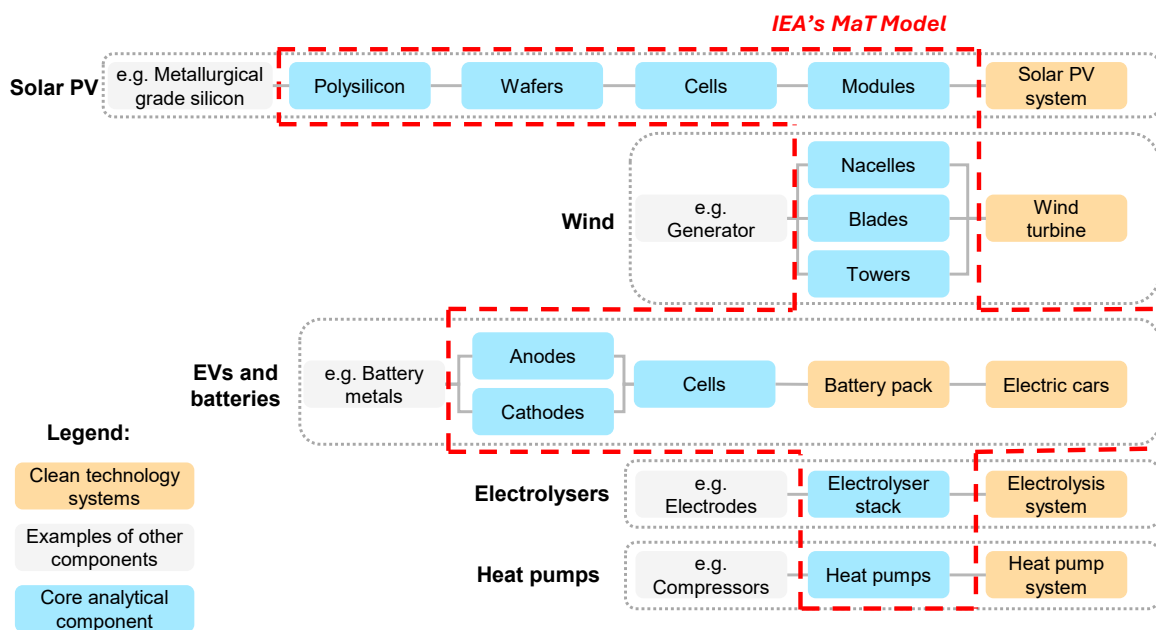 IEA's MaT Model
Solar PV
e.g. Metallurgical
grade silicon
Polysilicon
Wafers
Cells
Modules
Solar PV
system
Wind
e.g.
Generator
Nacelles
Blades
Towers
Wind
turbine
EVs and
batteries
e.g. Battery
metals
Anodes
Cathodes
Cells
Battery pack
Electric cars
Legend:
Clean technology
systems
Examples of other
components
Core analytical
component
Electrolysers
e.g.
Electrodes
Electrolyser
stack
Electrolysis
system
Heat pumps
e.g.
Compressors
Heat pumps
Heat pump
system